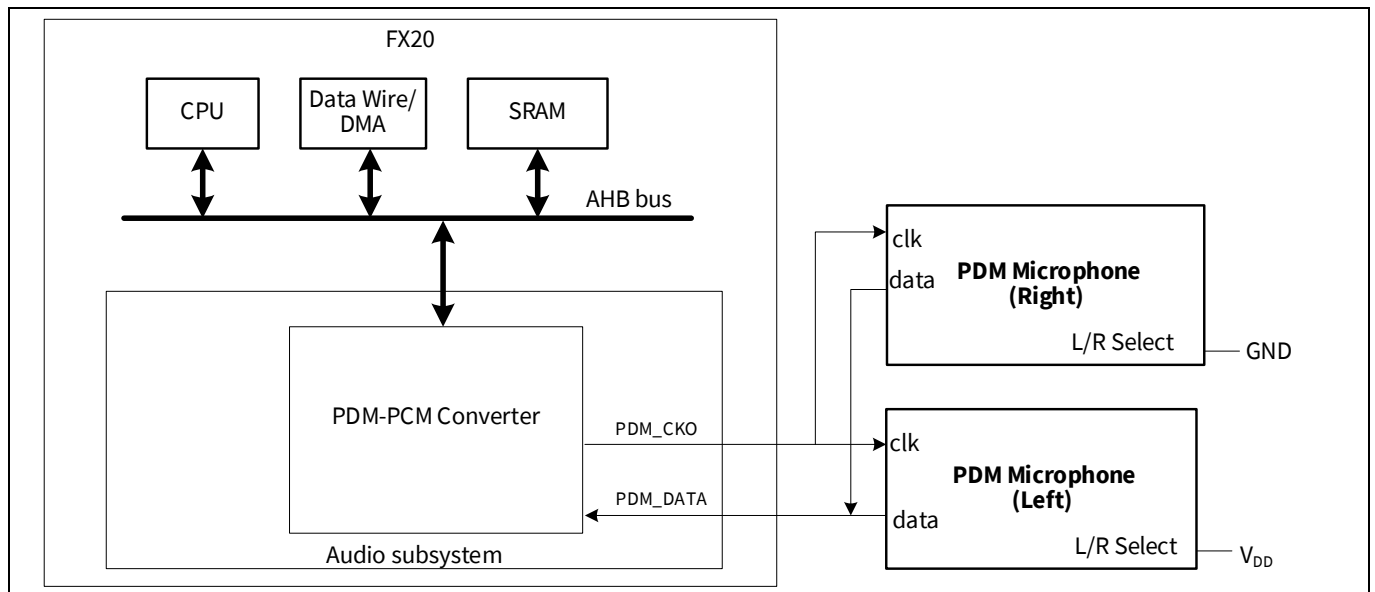 FX20
CPU
Data Wire/
DMA
SRAM
AHB bus
clk
data
PDM Microphone
(Right)
L/R Select
GND
PDM-PCM Converter
PDM_CKO
PDM_DATA
Audio subsystem
clk
PDM Microphone
(Left)
data
L/R Select
VDD